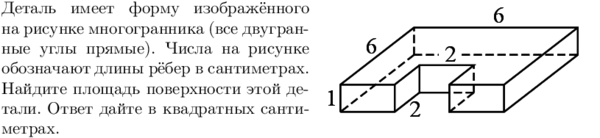 Деталь имеет форму изображённого
на рисунке многогранника (все двугран-
ные углы прямые). Числа на рисунке
обозначают длины рёбер в сантиметрах.
Найдите площадь поверхности этой де-
тали. Ответ дайте в квадратных санти-
метрах.
6
6
2
1
2